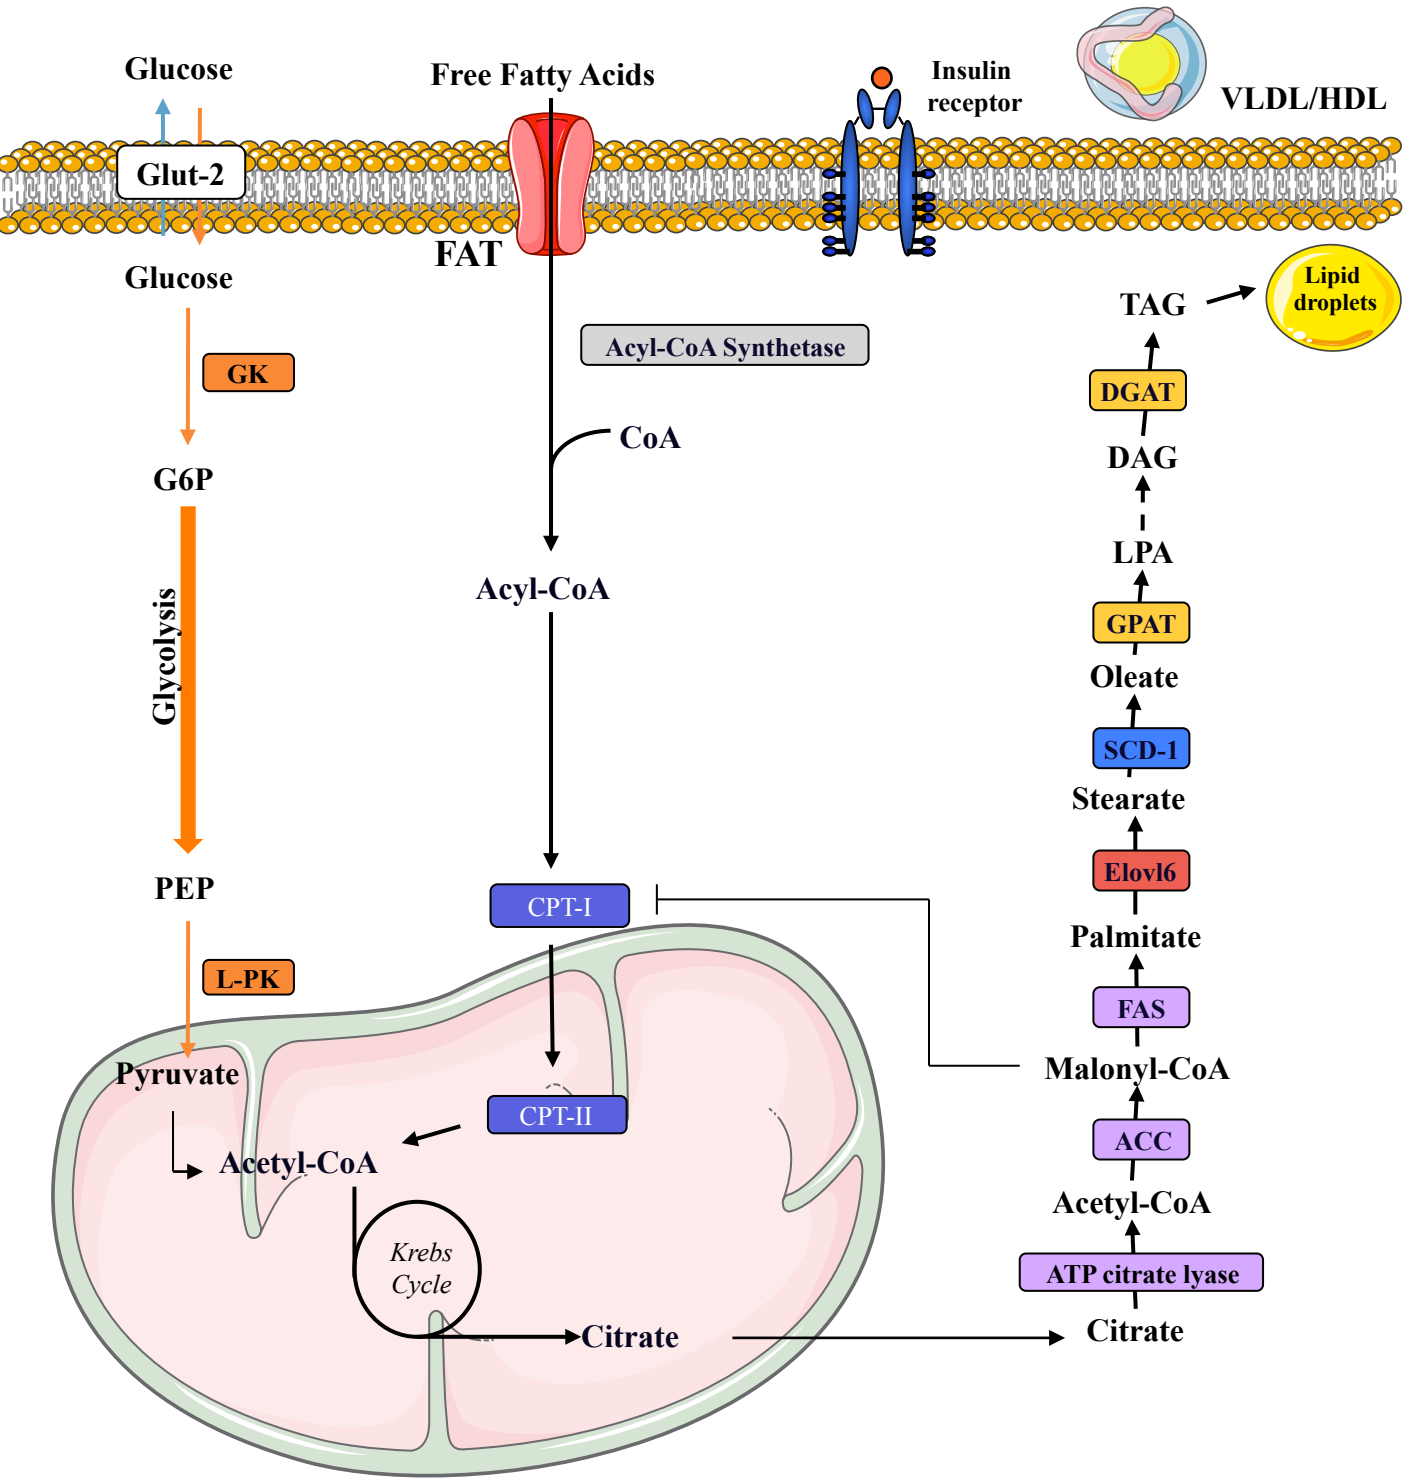 Glucose
Free Fatty Acids
Insulin
receptor
VLDL/HDL
Glut-2
FAT
Glucose
GK
G6P
Glycolysis
PEP
L-PK
Pyruvate
Acyl-CoA Synthetase
CoA
Acyl-CoA
CPT-I
CPT-II
Acetyl-CoA
Krebs
Cycle
Citrate
Lipid
droplets
TAG
DGAT
DAG
LPA
GPAT
Oleate
SCD-1
Stearate
Elovl6
Palmitate
FAS
Malonyl-CoA
ACC
Acetyl-CoA
ATP citrate lyase
Citrate